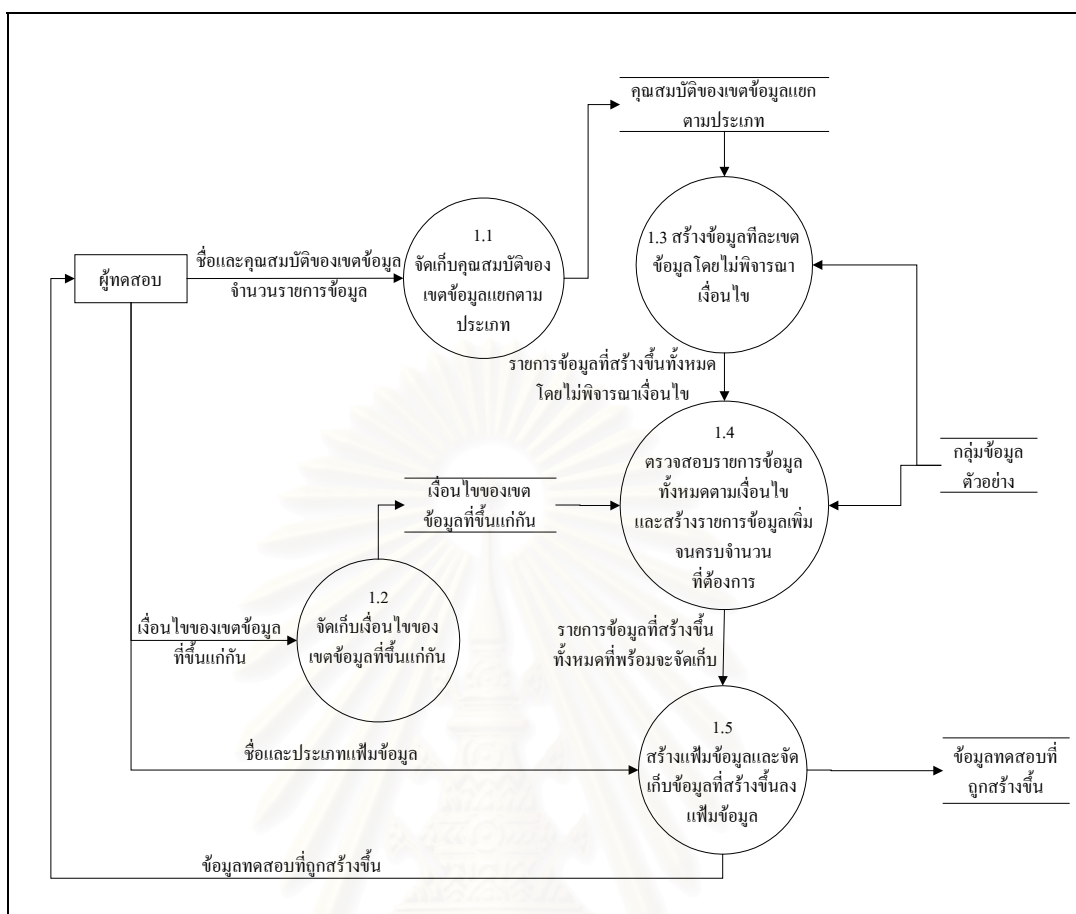 คุณสมบัติของเขตข้อมูลแยก
ตามประเภท
1.1
จัดเก็บคุณสมบัติของ
เขตข้อมูลแยกตาม
ประเภท
1.3 สร้างข้อมูลทีละเขต
ข้อมูลโดยไม่พิจารณา
เงื่อนไข
ผู้ทดสอบ
ชื่อและคุณสมบัติของเขตข้อมูล
จำนวนรายการข้อมูล
รายการข้อมูลที่สร้างขึ้นทั้งหมด
โดยไม่พิจารณาเงื่อนไข
1.4
ตรวจสอบรายการข้อมูล
ทั้งหมดตามเงื่อนไข
และสร้างรายการข้อมูลเพิ่ม
จนครบจำนวน
ที่ต้องการ
กลุ่มข้อมูล
ตัวอย่าง
เงื่อนไขของเขต
ข้อมูลที่ขึ้นแก่กัน
1.2
จัดเก็บเงื่อนไขของ
เขตข้อมูลที่ขึ้นแก่กัน
เงื่อนไขของเขตข้อมูล
ที่ขึ้นแก่กัน
รายการข้อมูลที่สร้างขึ้น
ทั้งหมดที่พร้อมจะจัดเก็บ
1.5
สร้างแฟ้มข้อมูลและจัด
เก็บข้อมูลที่สร้างขึ้นลง
แฟ้มข้อมูล
ชื่อและประเภทแฟ้มข้อมูล
ข้อมูลทดสอบที่
ถูกสร้างขึ้น
ข้อมูลทดสอบที่ถูกสร้างขึ้น